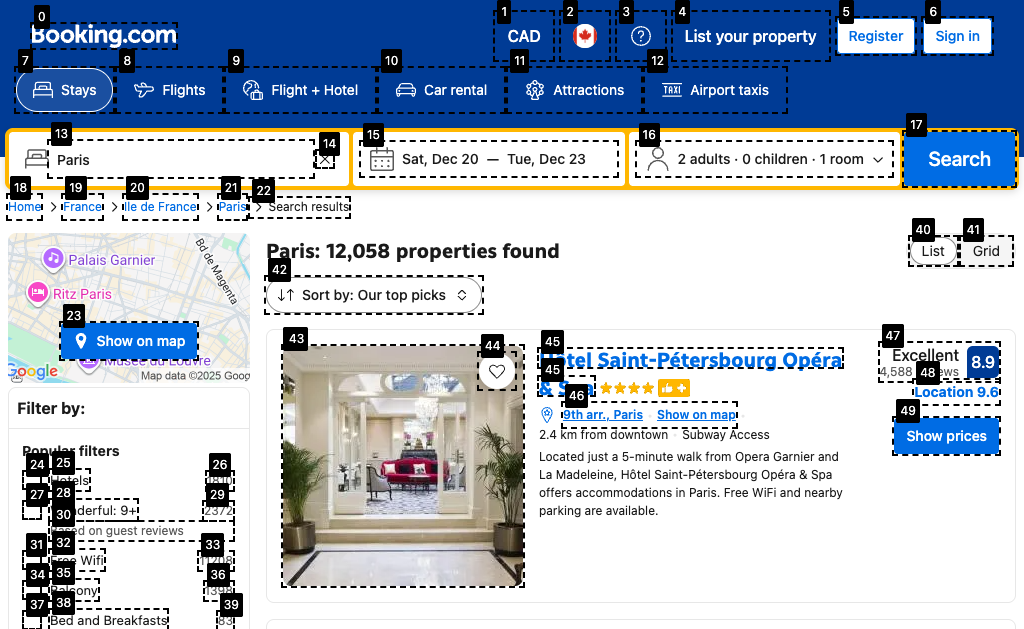 0
Booking.com
1
CAD
2
3
4
List your property
5
Register
6
Sign in
7
Stays
8
Flights
9
Flight + Hotel
10
Car rental
11
Attractions
12
TAXI
Airport taxis
13
Paris
14
15
Sat, Dec 20 — Tue, Dec 23
16
2 adults · 0 children · 1 room
17
Search
18
Home
19
France
20
Ile de France
21
Paris
22
Search results
Palais Garnier
Bd de Magenta
Ritz Paris
23
Show on map
Musée du Louvre
Google
Map data ©2025 Goog
Paris: 12,058 properties found
40
List
41
Grid
42
Sort by: Our top picks
Filter by:
Popular filters
24
25
Hotels
26
27
28
Wonderful: 9+
29
2372
30
Based on guest reviews
31
32
Free Wifi
33
34
35
Balcony
36
1398
37
38
Bed and Breakfasts
39
83
43
44
45
Hôtel Saint-Pétersbourg Opéra
45
& Spa
46
9th arr., Paris
Show on map
2.4 km from downtown · Subway Access
Located just a 5-minute walk from Opera Garnier and
La Madeleine, Hôtel Saint-Pétersbourg Opéra & Spa
offers accommodations in Paris. Free WiFi and nearby
parking are available.
47
Excellent
8.9
4,588 reviews
48
Location 9.6
49
Show prices